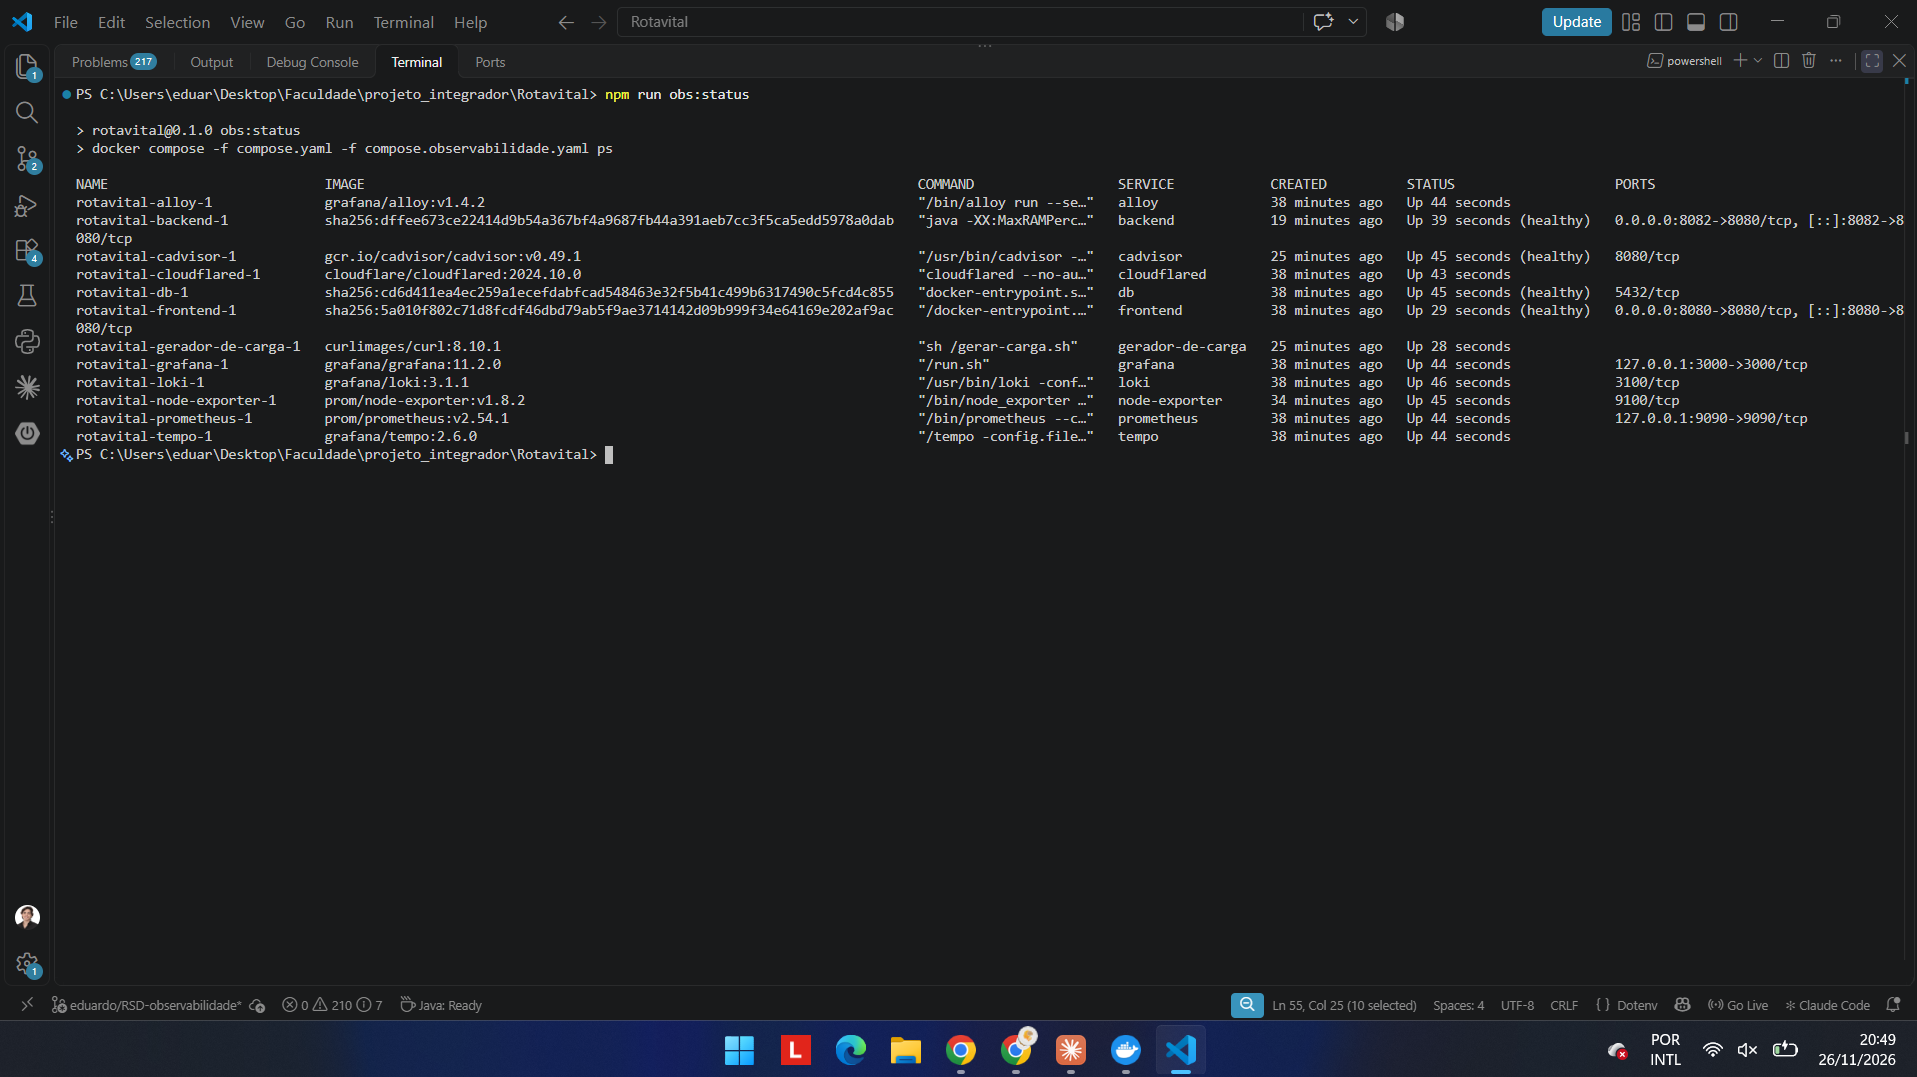 File Edit Selection View Go Run Terminal Help
Rotavital
Update
Problems 217 Output Debug Console Terminal Ports
powershell
PS C:\Users\eduar\Desktop\Faculdade\projeto_integrador\Rotavital> npm run obs:status
> rotavital@0.1.0 obs:status
> docker compose -f compose.yaml -f compose.observabilidade.yaml ps
NAME IMAGE COMMAND SERVICE CREATED STATUS PORTS
rotavital-alloy-1 grafana/alloy:v1.4.2 "/bin/alloy run --se…" alloy 38 minutes ago Up 44 seconds
rotavital-backend-1 sha256:dffee673ce22414d9b54a367bf4a9687fb44a391aeb7cc3f5ca5edd5978a0dab "java -XX:MaxRAMPerc…" backend 19 minutes ago Up 39 seconds (healthy) 0.0.0.0:8082->8080/tcp, [::]:8082->8
080/tcp
rotavital-cadvisor-1 gcr.io/cadvisor/cadvisor:v0.49.1 "/usr/bin/cadvisor -…" cadvisor 25 minutes ago Up 45 seconds (healthy) 8080/tcp
rotavital-cloudflared-1 cloudflare/cloudflared:2024.10.0 "cloudflared --no-au…" cloudflared 38 minutes ago Up 43 seconds
rotavital-db-1 sha256:cd6d411ea4ec259a1ecefdabfcad548463e32f5b41c499b6317490c5fcd4c855 "docker-entrypoint.s…" db 38 minutes ago Up 45 seconds (healthy) 5432/tcp
rotavital-frontend-1 sha256:5a010f802c71d8fcdf46dbd79ab5f9ae3714142d09b999f34e64169e202af9ac "/docker-entrypoint.…" frontend 38 minutes ago Up 29 seconds (healthy) 0.0.0.0:8080->8080/tcp, [::]:8080->8
080/tcp
rotavital-gerador-de-carga-1 curlimages/curl:8.10.1 "sh /gerar-carga.sh" gerador-de-carga 25 minutes ago Up 28 seconds
rotavital-grafana-1 grafana/grafana:11.2.0 "/run.sh" grafana 38 minutes ago Up 44 seconds 127.0.0.1:3000->3000/tcp
rotavital-loki-1 grafana/loki:3.1.1 "/usr/bin/loki -conf…" loki 38 minutes ago Up 46 seconds 3100/tcp
rotavital-node-exporter-1 prom/node-exporter:v1.8.2 "/bin/node_exporter …" node-exporter 34 minutes ago Up 45 seconds 9100/tcp
rotavital-prometheus-1 prom/prometheus:v2.54.1 "/bin/prometheus --c…" prometheus 38 minutes ago Up 44 seconds 127.0.0.1:9090->9090/tcp
rotavital-tempo-1 grafana/tempo:2.6.0 "/tempo -config.file…" tempo 38 minutes ago Up 44 seconds
PS C:\Users\eduar\Desktop\Faculdade\projeto_integrador\Rotavital>
1
2
4
1
eduardo/RSD-observabilidade* 0 210 7 Java: Ready
Ln 55, Col 25 (10 selected) Spaces: 4 UTF-8 CRLF { } Dotenv Go Live Claude Code
L
POR
INTL
20:49
26/11/2026